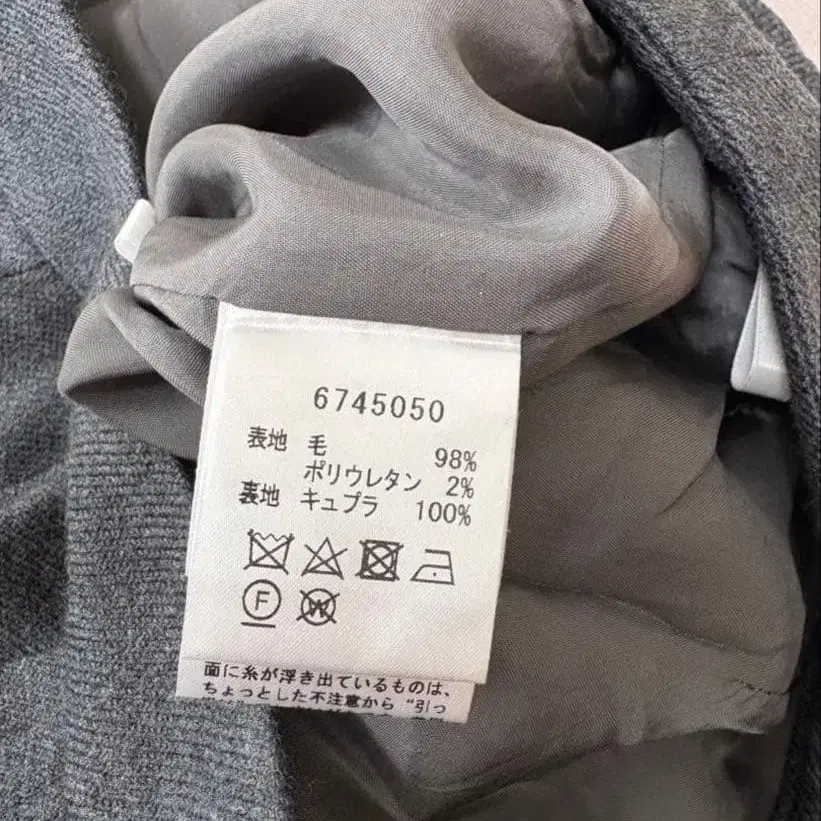 6745050
表地 毛 98%
ポリウレタン 2%
表地 キュプラ 100%
F
W
面に糸が浮き出ているものは、
ちょっとした不注意から“引っ